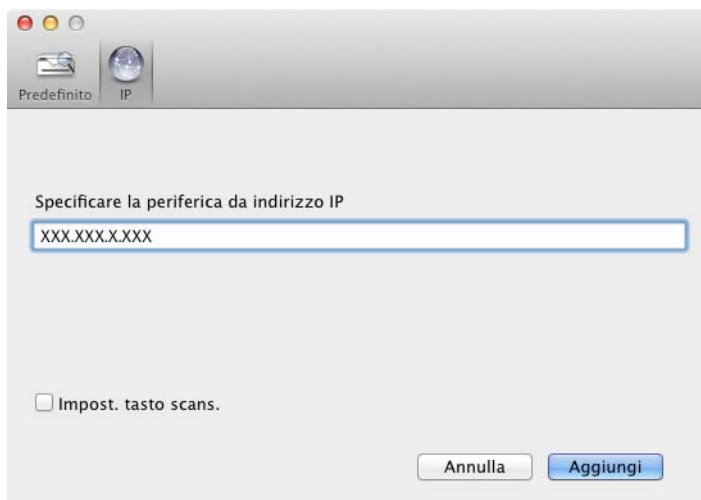 Predefinito IP
Specificare la periferica da indirizzo IP
XXX.XXX.X.XXX
Impost. tasto scans.
Annulla Aggiungi